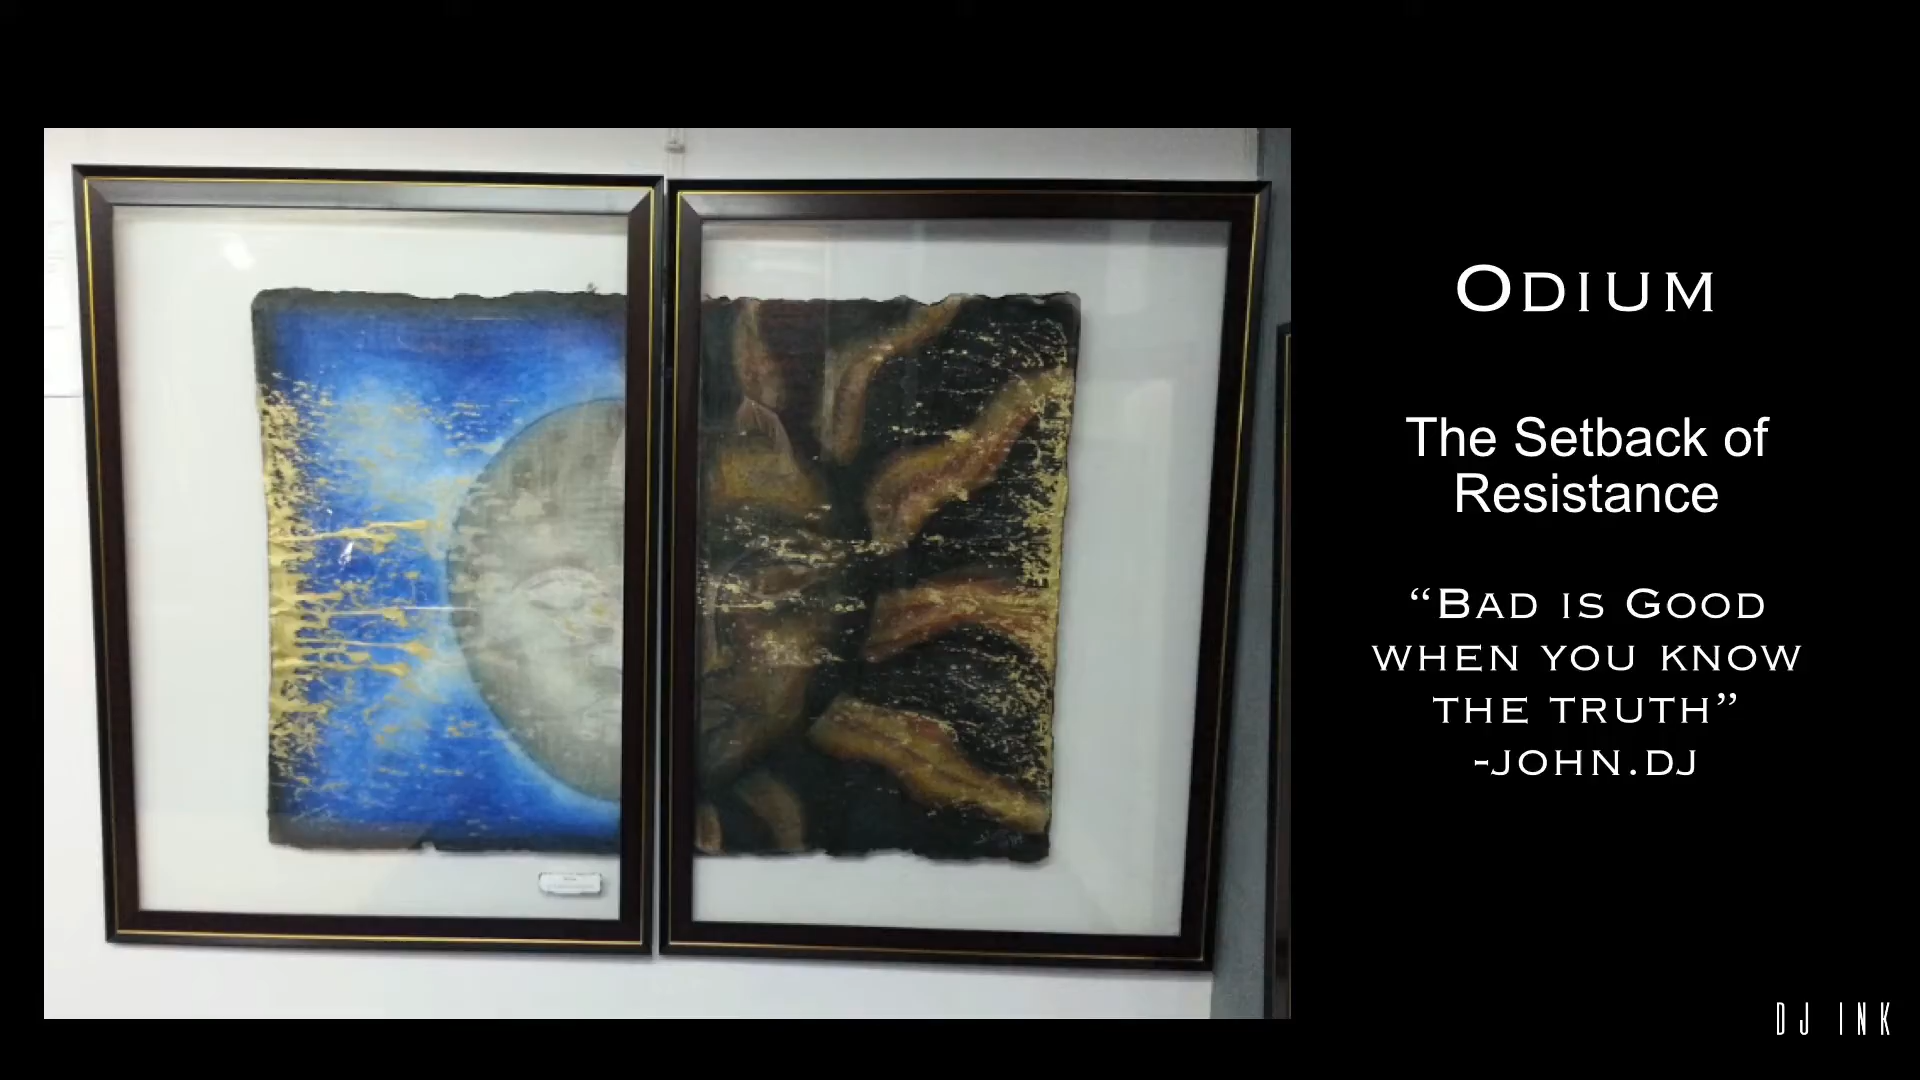 ODIUM
The Setback of
Resistance
“BAD IS GOOD
WHEN YOU KNOW
THE TRUTH”
-JOHN.DJ
DJ INK